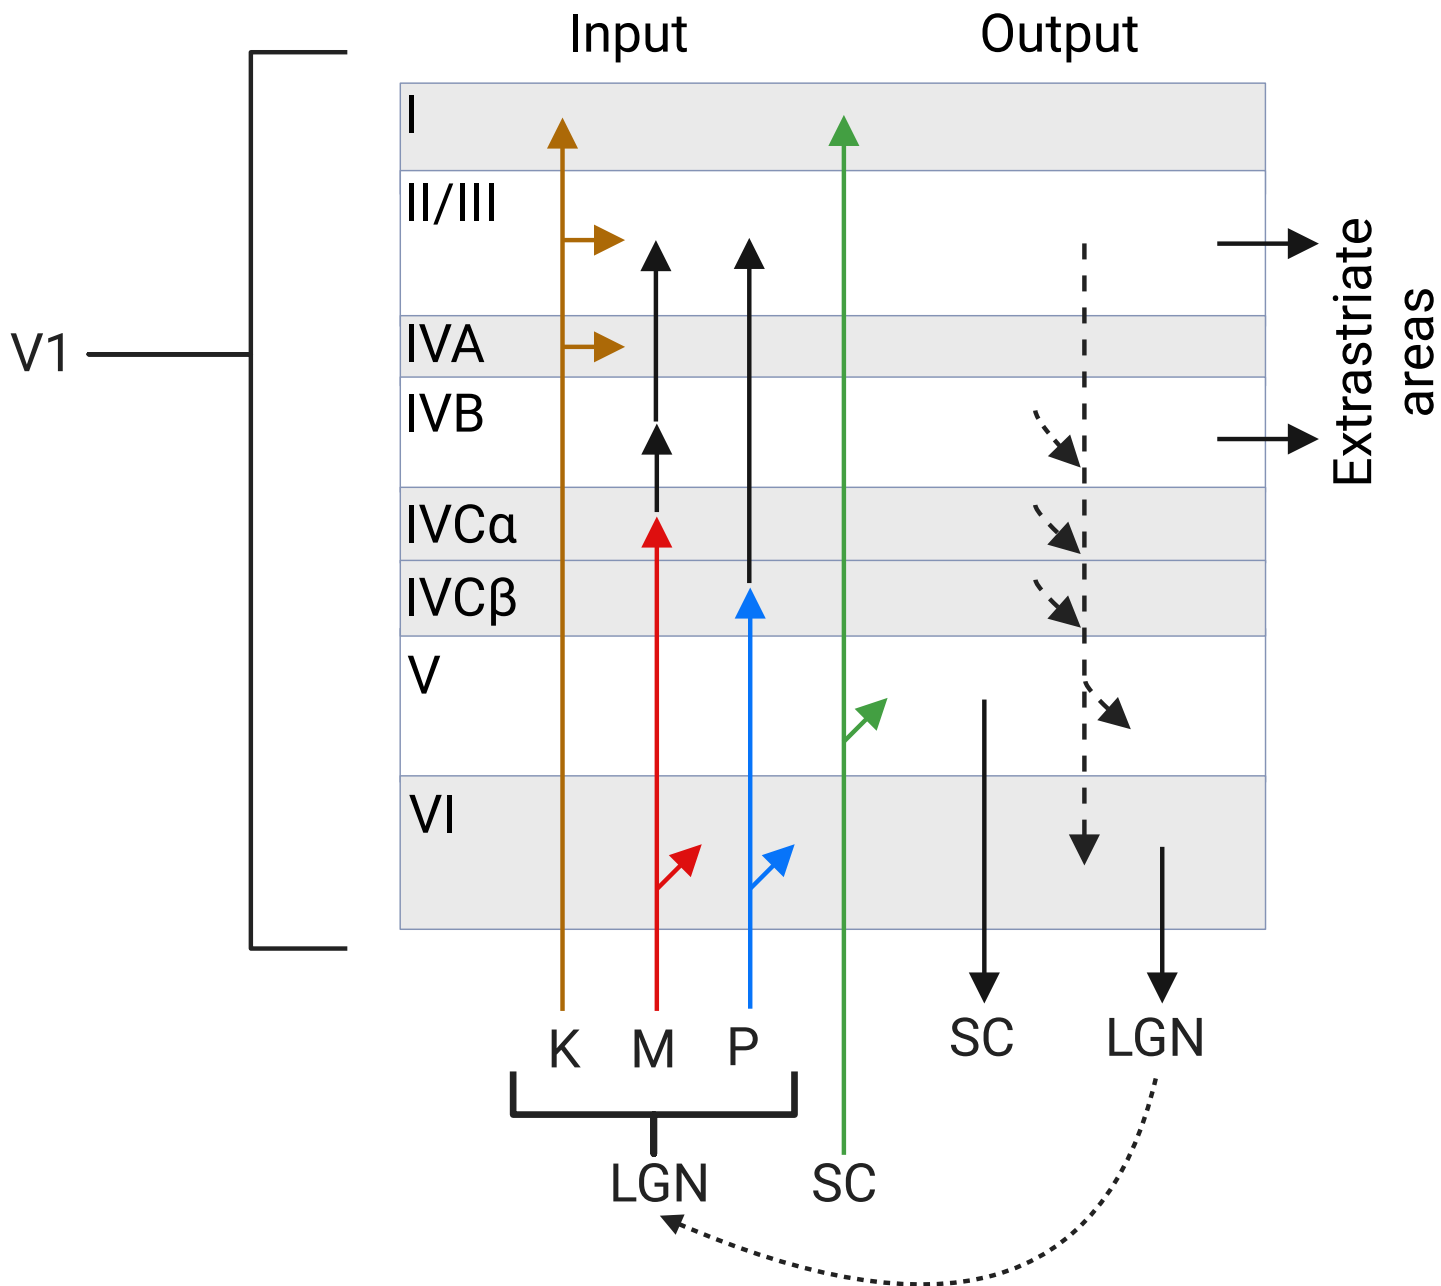 Input
Output
I
II/III
IVA
IVB
IVCα
IVCβ
V
VI
V1
Extrastriate
areas
K
M
P
SC
LGN
LGN
SC